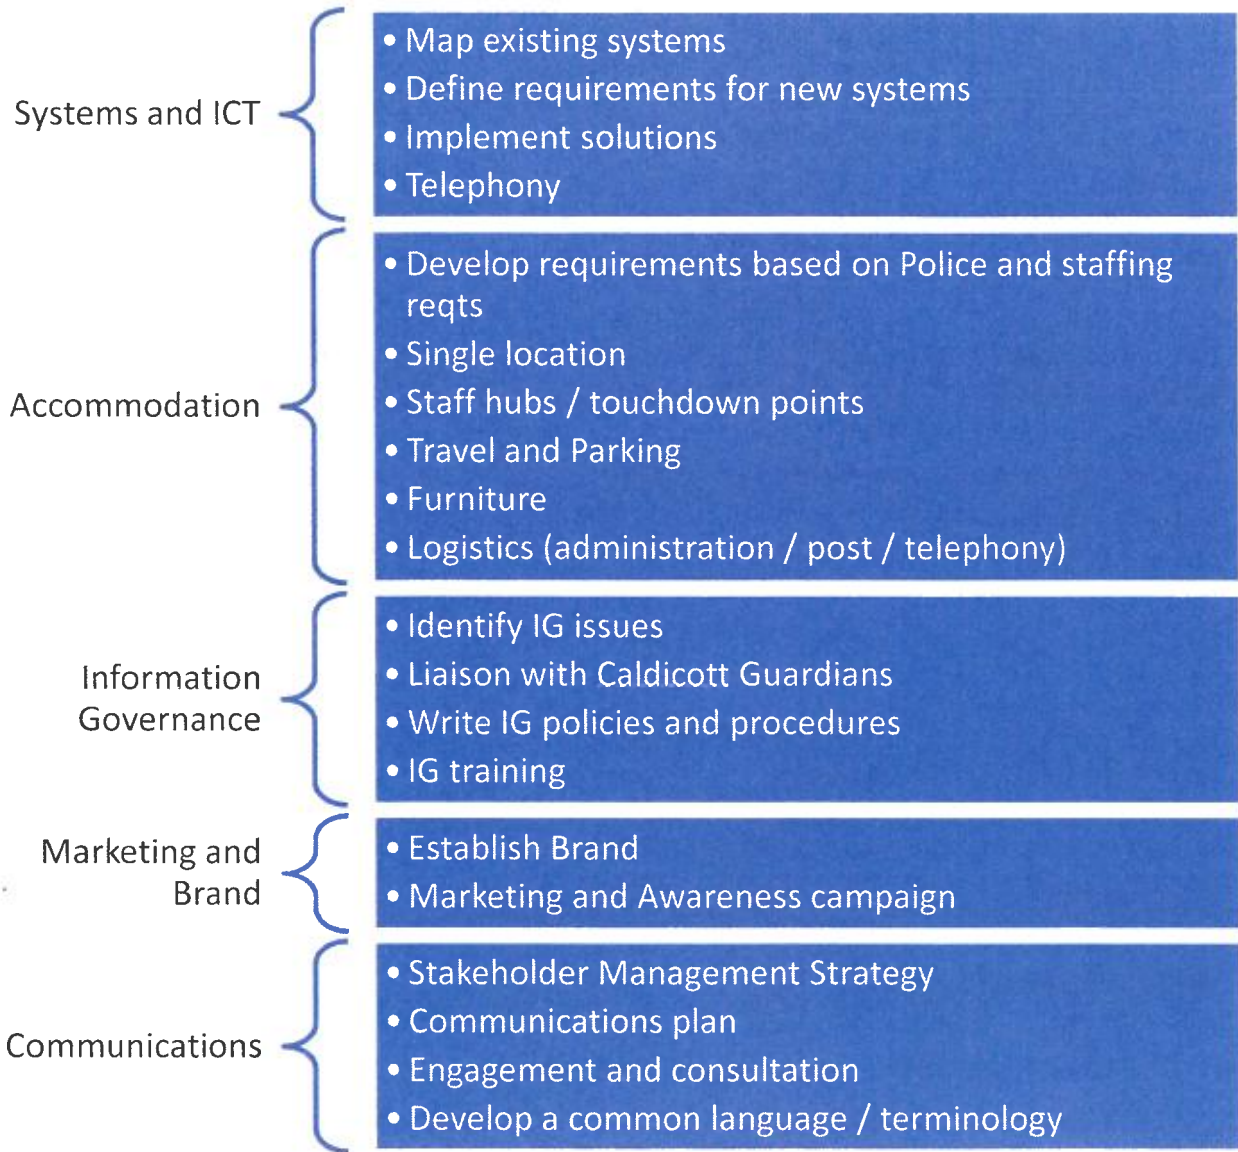 Systems and ICT
• Map existing systems
• Define requirements for new systems
• Implement solutions
• Telephony
Accommodation
• Develop requirements based on Police and staffing
reqts
• Single location
• Staff hubs / touchdown points
• Travel and Parking
• Furniture
• Logistics (administration / post / telephony)
Information
Governance
• Identify IG issues
• Liaison with Caldicott Guardians
• Write IG policies and procedures
• IG training
Marketing and
Brand
• Establish Brand
• Marketing and Awareness campaign
Communications
• Stakeholder Management Strategy
• Communications plan
• Engagement and consultation
• Develop a common language / terminology